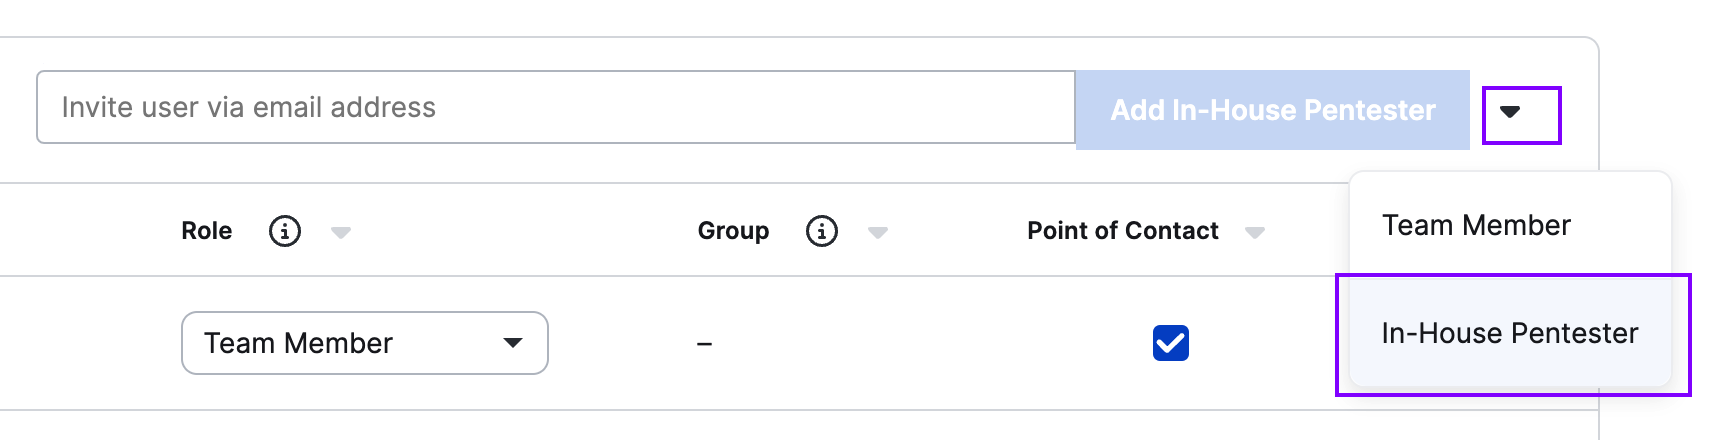 Invite user via email address
Add In-House Pentester
Role
Group
Point of Contact
Team Member
In-House Pentester
Team Member
–